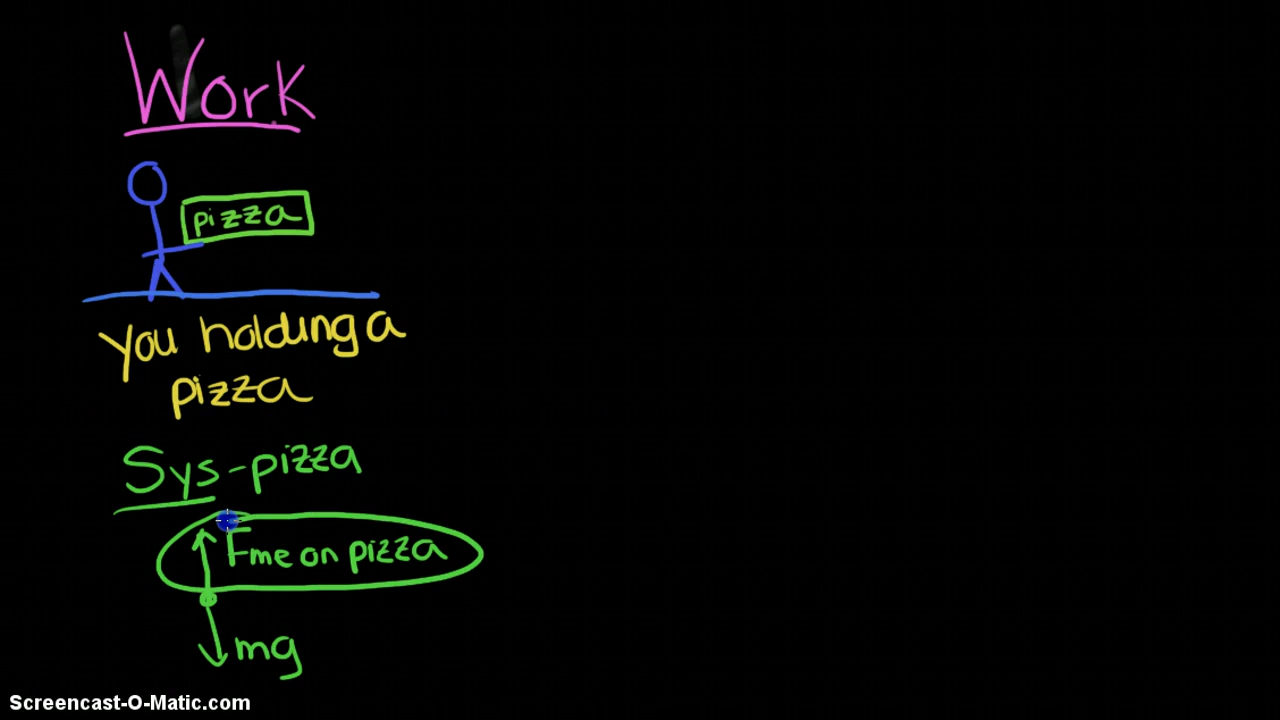 Work
pizza
You holding a
pizza
Sys-pizza
Fme on pizza
mg
Screencast-O-Matic.com